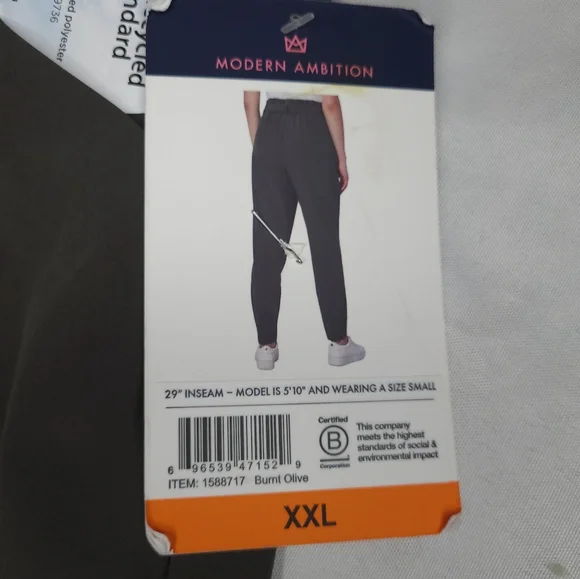 cycled
ndard
ed polyester
9736
MODERN AMBITION
29" INSEAM – MODEL IS 5'10" AND WEARING A SIZE SMALL
6 96539 47152 9
ITEM: 1588717 Burnt Olive
Certified
B
Corporation
This company
meets the highest
standards of social &
environmental impact
XXL